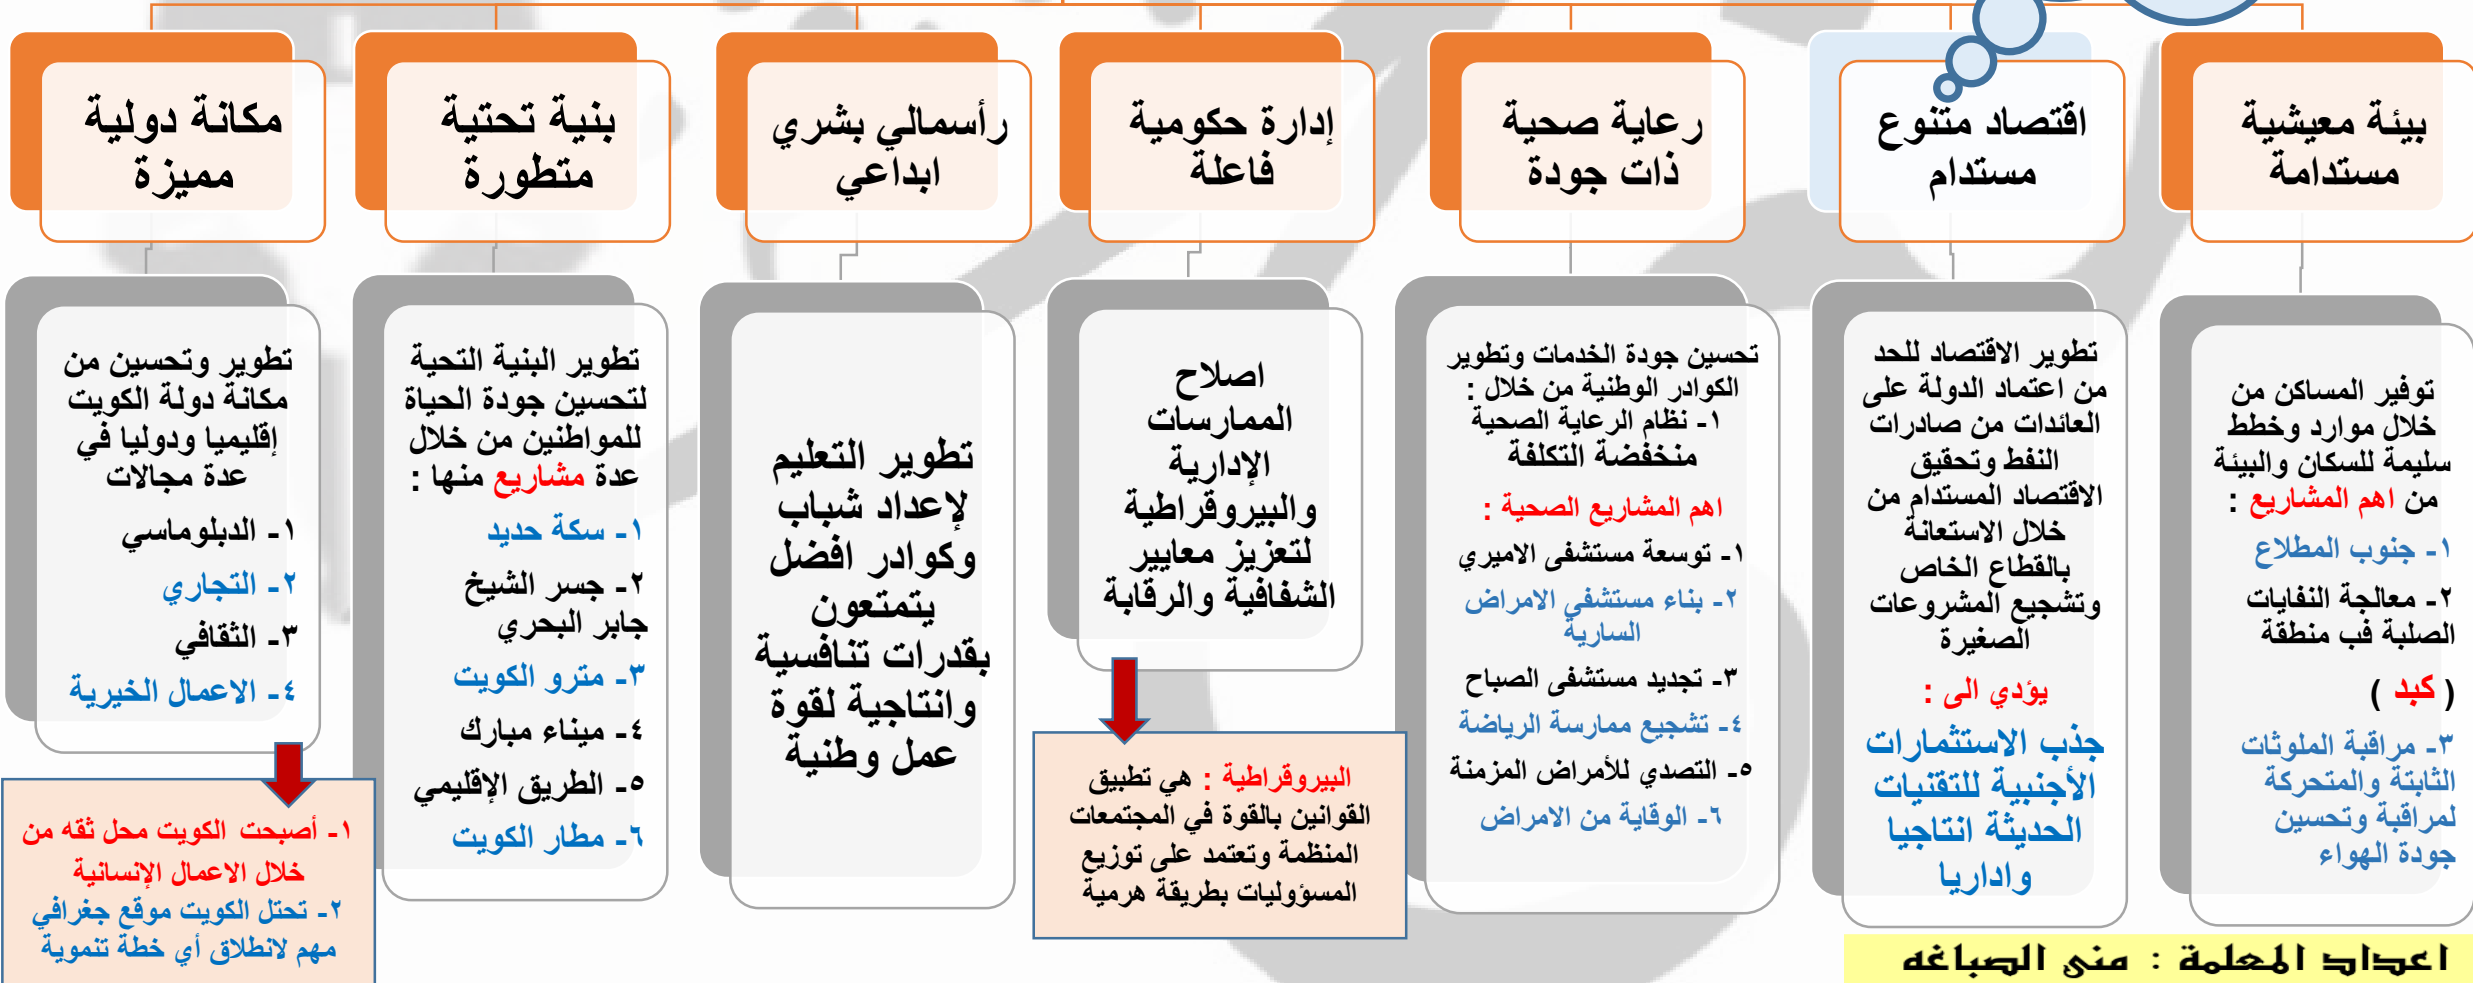 بيئة معيشية
مستدامة
اقتصاد متنوع
مستدام
رعاية صحية
ذات جودة
إدارة حكومية
فاعلة
رأسمالي بشري
ابداعي
بنية تحتية
متطورة
مكانة دولية
مميزة
توفير المساكن من
خلال موارد وخطط
سليمة للسكان والبيئة
من اهم المشاريع :
١- جنوب المطلاع
٢- معالجة النفايات
الصلبة فب منطقة
( كبد )
٣- مراقبة الملوثات
الثابتة والمتحركة
لمراقبة وتحسين
جودة الهواء
تطوير الاقتصاد للحد
من اعتماد الدولة على
العائدات من صادرات
النفط وتحقيق
الاقتصاد المستدام من
خلال الاستعانة
بالقطاع الخاص
وتشجيع المشروعات
الصغيرة
يؤدي الى :
جذب الاستثمارات
الأجنبية للتقنيات
الحديثة انتاجيا
واداريا
تحسين جودة الخدمات وتطوير
الكوادر الوطنية من خلال :
١- نظام الرعاية الصحية
منخفضة التكلفة
اهم المشاريع الصحية :
١- توسعة مستشفى الاميري
٢- بناء مستشفى الامراض
السارية
٣- تجديد مستشفى الصباح
٤- تشجيع ممارسة الرياضة
٥- التصدي للأمراض المزمنة
٦- الوقاية من الامراض
اصلاح
الممارسات
الإدارية
والبيروقراطية
لتعزيز معايير
الشفافية والرقابة
البيروقراطية : هي تطبيق
القوانين بالقوة في المجتمعات
المنظمة وتعتمد على توزيع
المسؤوليات بطريقة هرمية
تطوير التعليم
لإعداد شباب
وكوادر افضل
يتمتعون
بقدرات تنافسية
وانتاجية لقوة
عمل وطنية
تطوير البنية التحية
لتحسين جودة الحياة
للمواطنين من خلال
عدة مشاريع منها :
١- سكة حديد
٢- جسر الشيخ
جابر البحري
٣- مترو الكويت
٤- ميناء مبارك
٥- الطريق الإقليمي
٦- مطار الكويت
تطوير وتحسين من
مكانة دولة الكويت
إقليميا ودوليا في
عدة مجالات
١- الدبلوماسي
٢- التجاري
٣- الثقافي
٤- الاعمال الخيرية
١- أصبحت الكويت محل ثقه من
خلال الاعمال الإنسانية
٢- تحتل الكويت موقع جغرافي
مهم لانطلاق أي خطة تنموية
اعداد المعلمة : منى الصباغه